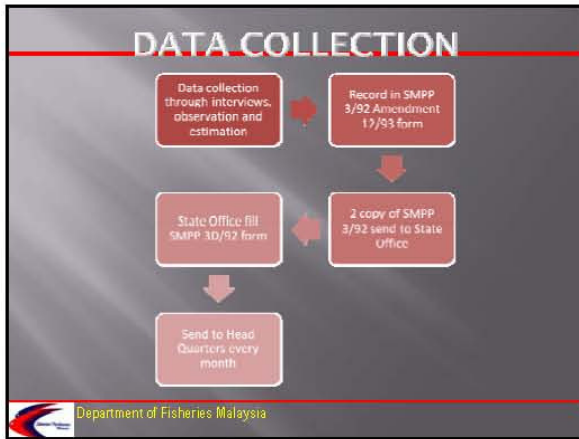 DATA COLLECTION
Data collection
through interviews,
observation and
estimation
Record in SMPP
3/92 Amendment
12/93 form
2 copy of SMPP
3/92 send to State
Office
State Office fill
SMPP 3D/92 form
Send to Head
Quarters every
month
Department of Fisheries Malaysia